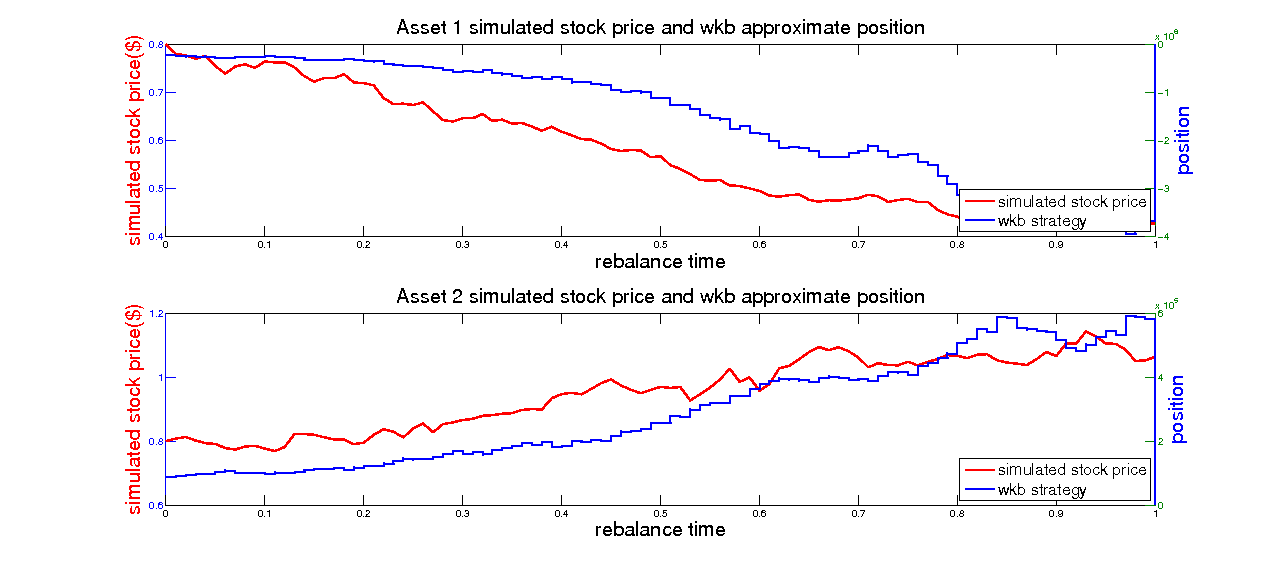 Asset 1 simulated stock price and wkb approximate position
x 10
0.8
0
0.7
-1
0.6
-2
0.5
-3
0.4
-4
simulated stock price($)
position
simulated stock price
wkb strategy
0 0.1 0.2 0.3 0.4 0.5 0.6 0.7 0.8 0.9 1
rebalance time
Asset 2 simulated stock price and wkb approximate position
x 10
1.2
6
1
4
0.8
2
0.6
0
simulated stock price($)
position
simulated stock price
wkb strategy
0 0.1 0.2 0.3 0.4 0.5 0.6 0.7 0.8 0.9 1
rebalance time